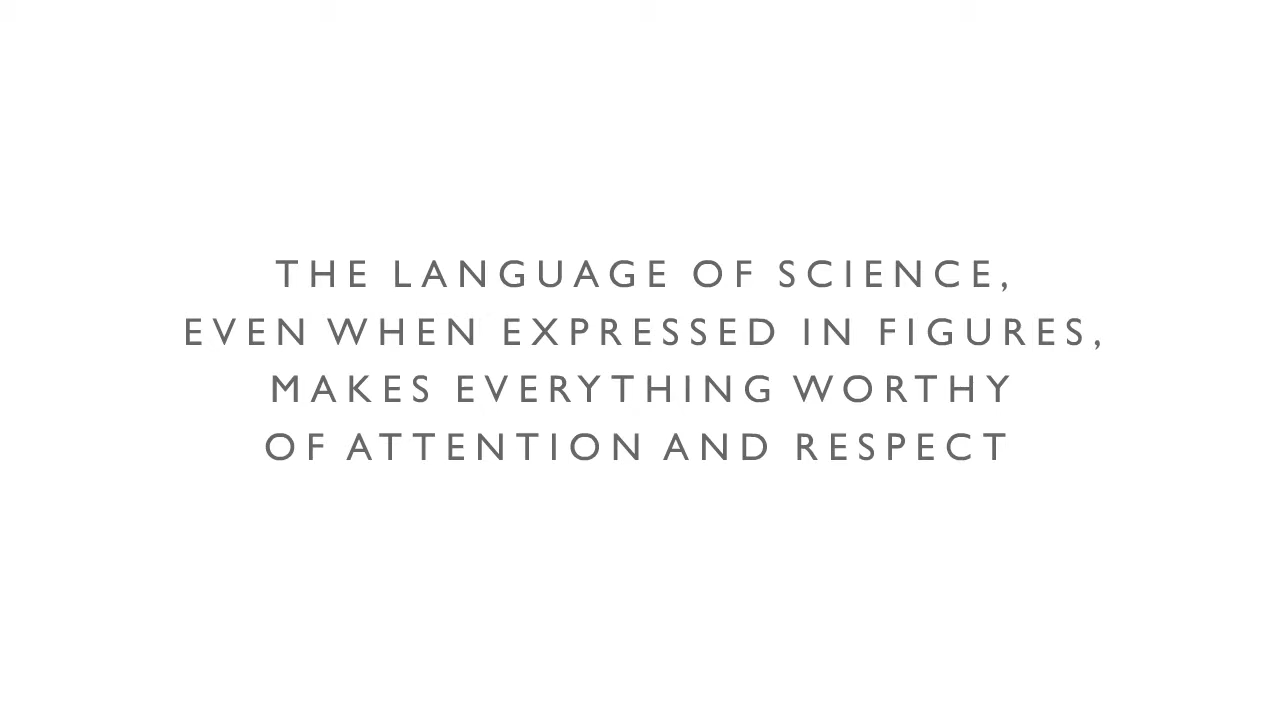 THE LANGUAGE OF SCIENCE,
EVEN WHEN EXPRESSED IN FIGURES,
MAKES EVERYTHING WORTHY
OF ATTENTION AND RESPECT